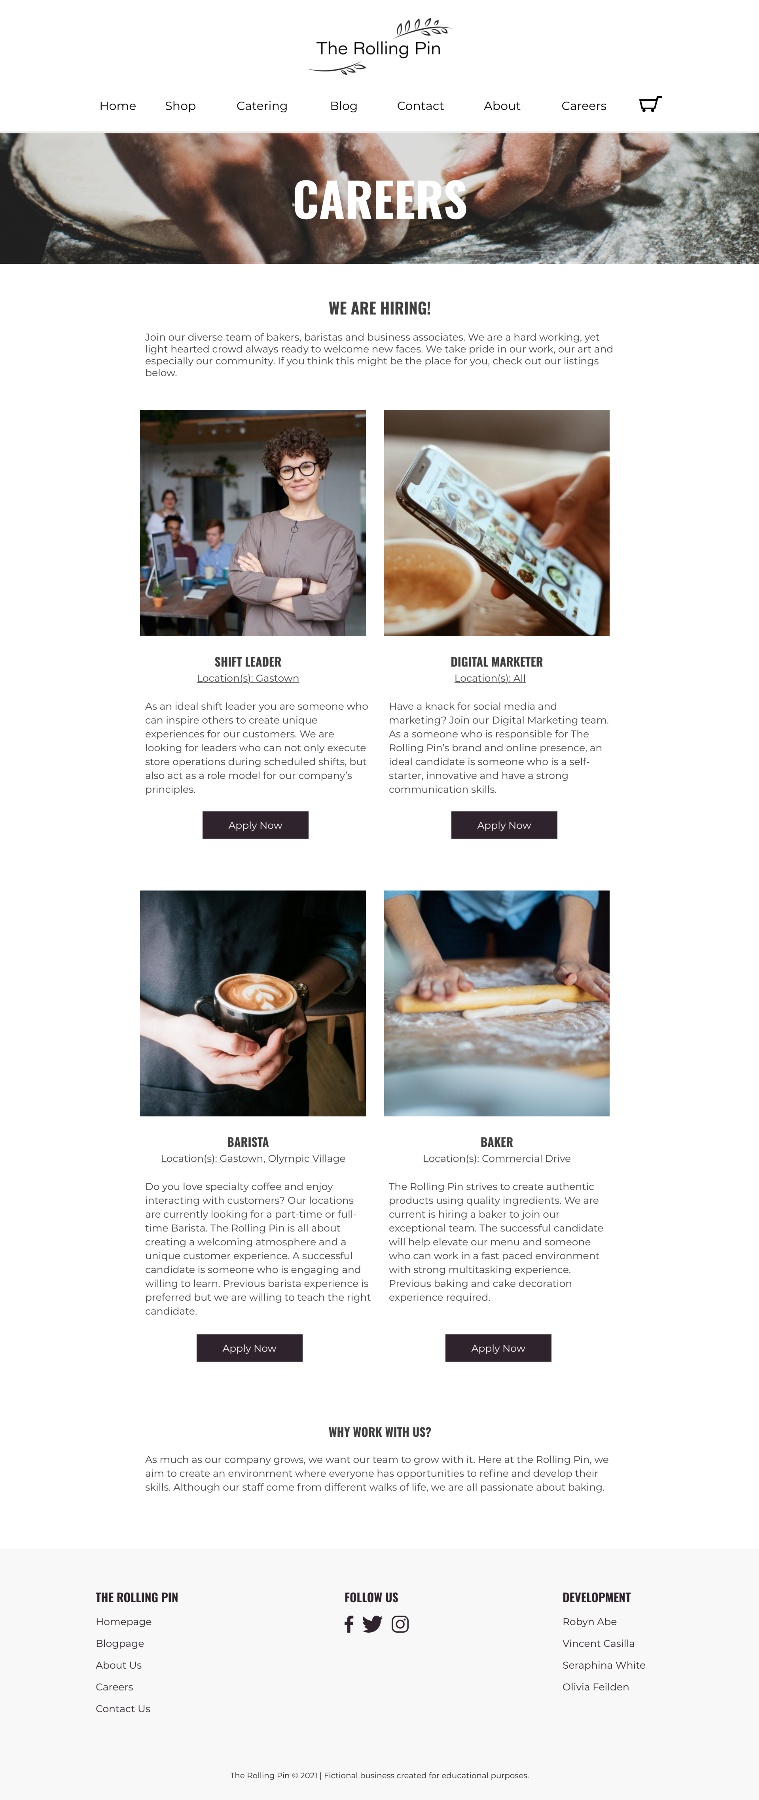 The Rolling Pin
Home Shop Catering Blog Contact About Careers
CAREERS
WE ARE HIRING!
Join our diverse team of bakers, baristas and business associates. We are a hard working, yet
light hearted crowd always ready to welcome new faces. We take pride in our work, our art and
especially our community. If you think this might be the place for you, check out our listings
below.
SHIFT LEADER
Location(s): Gastown
As an ideal shift leader you are someone who
can inspire others to create unique
experiences for our customers. We are
looking for leaders who can not only execute
store operations during scheduled shifts, but
also act as a role model for our company's
principles.
Apply Now
DIGITAL MARKETER
Location(s): All
Have a knack for social media and
marketing? Join our Digital Marketing team.
As a someone who is responsible for The
Rolling Pin's brand and online presence, an
ideal candidate is someone who is a self-
starter, innovative and have a strong
communication skills.
Apply Now
BARISTA
Location(s): Gastown, Olympic Village
Do you love specialty coffee and enjoy
interacting with customers? Our locations
are currently looking for a part-time or full-
time Barista. The Rolling Pin is all about
creating a welcoming atmosphere and a
unique customer experience. A successful
candidate is someone who is engaging and
willing to learn. Previous barista experience is
preferred but we are willing to teach the right
candidate.
Apply Now
BAKER
Location(s): Commercial Drive
The Rolling Pin strives to create authentic
products using quality ingredients. We are
current is hiring a baker to join our
exceptional team. The successful candidate
will help elevate our menu and someone
who can work in a fast paced environment
with strong multitasking experience.
Previous baking and cake decoration
experience required.
Apply Now
WHY WORK WITH US?
As much as our company grows, we want our team to grow with it. Here at the Rolling Pin, we
aim to create an environment where everyone has opportunities to refine and develop their
skills. Although our staff come from different walks of life, we are all passionate about baking.
THE ROLLING PIN
Homepage
Blogpage
About Us
Careers
Contact Us
FOLLOW US
DEVELOPMENT
Robyn Abe
Vincent Casilla
Seraphina White
Olivia Feilden
The Rolling Pin © 2021 | Fictional business created for educational purposes.